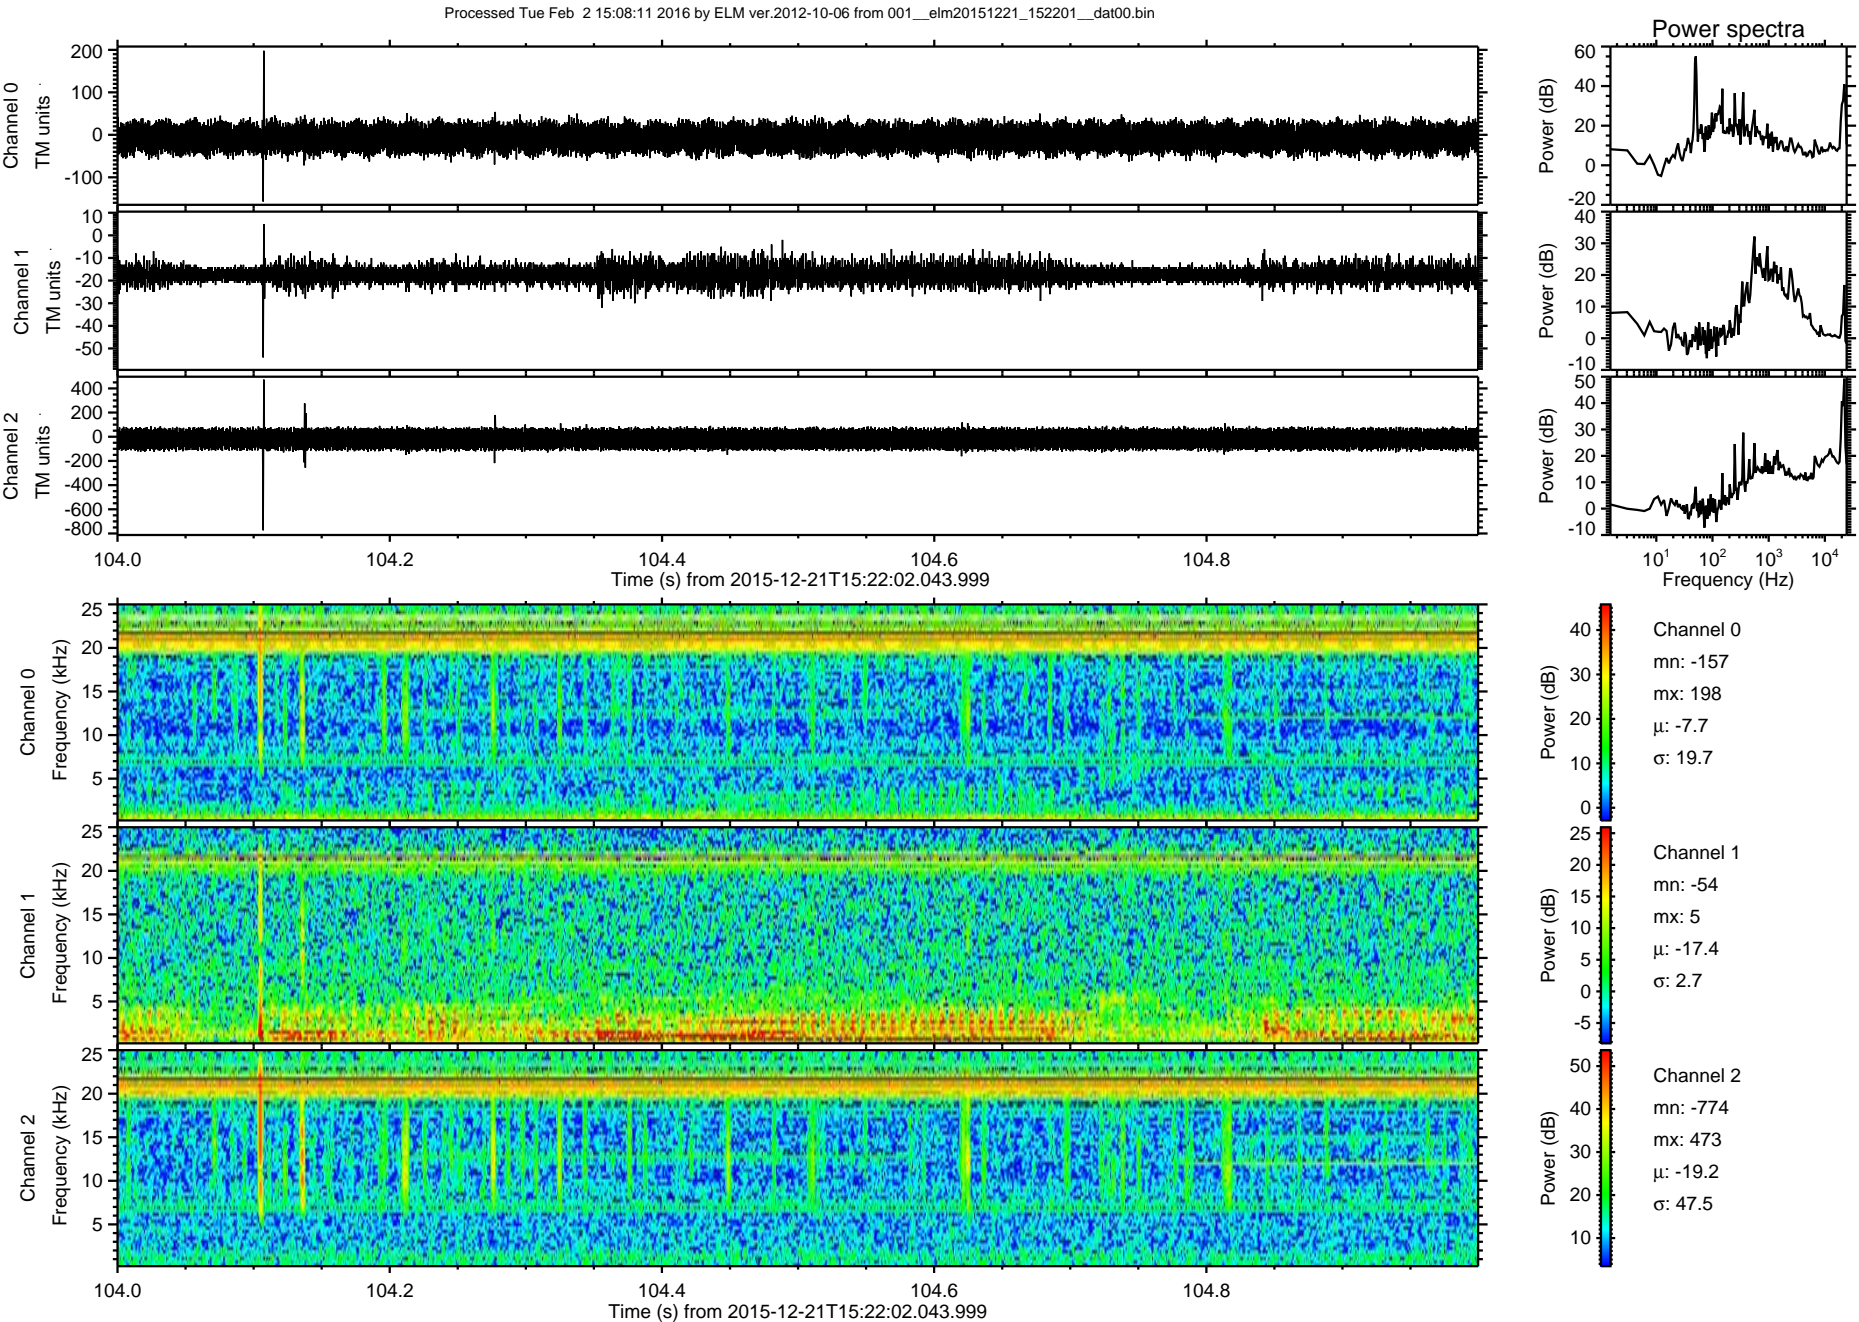 Processed Tue Feb  2 15:08:11 2016 by ELM ver.2012-10-06 from 001__elm20151221_152201__dat00.bin
Power spectra
Channel 0
TM units
200
100
0
-100
Power (dB)
60
40
20
0
-20
Channel 1
TM units
10
0
-10
-20
-30
-40
-50
Power (dB)
40
30
20
10
0
-10
Channel 2
TM units
400
200
0
-200
-400
-600
-800
Power (dB)
50
40
30
20
10
0
-10
104.0 104.2 104.4 104.6 104.8
Time (s) from 2015-12-21T15:22:02.043.999
10^1 10^2 10^3 10^4
Frequency (Hz)
Channel 0
Frequency (kHz)
25
20
15
10
5
Power (dB)
40
30
20
10
0
Channel 0
mn: -157
mx: 198
μ: -7.7
σ: 19.7
Channel 1
Frequency (kHz)
25
20
15
10
5
Power (dB)
25
20
15
10
5
0
-5
Channel 1
mn: -54
mx: 5
μ: -17.4
σ: 2.7
Channel 2
Frequency (kHz)
25
20
15
10
5
Power (dB)
50
40
30
20
10
Channel 2
mn: -774
mx: 473
μ: -19.2
σ: 47.5
104.0 104.2 104.4 104.6 104.8
Time (s) from 2015-12-21T15:22:02.043.999